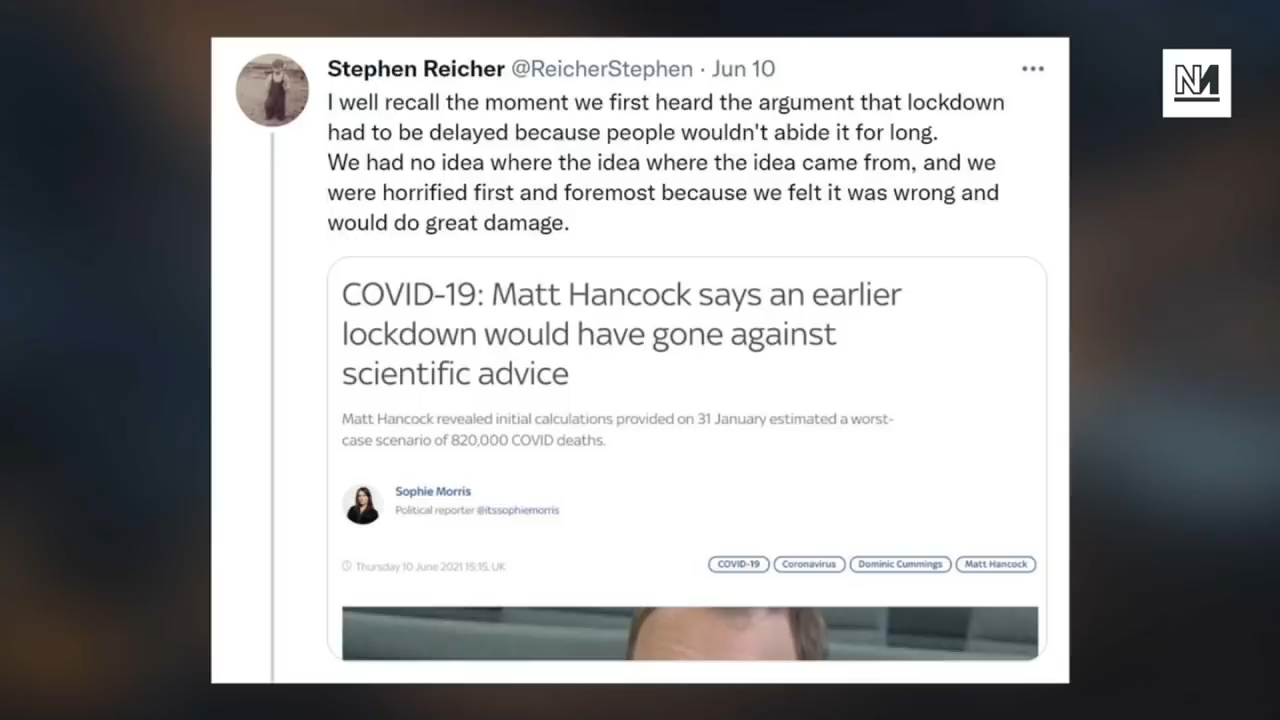 Stephen Reicher @ReicherStephen · Jun 10
I well recall the moment we first heard the argument that lockdown
had to be delayed because people wouldn't abide it for long.
We had no idea where the idea where the idea came from, and we
were horrified first and foremost because we felt it was wrong and
would do great damage.
COVID-19: Matt Hancock says an earlier
lockdown would have gone against
scientific advice
Matt Hancock revealed initial calculations provided on 31 January estimated a worst-
case scenario of 820,000 COVID deaths.
Sophie Morris
Political reporter @itssophiemorris
Thursday 10 June 2021 15:15, UK
COVID-19 Coronavirus Dominic Cummings Matt Hancock
NM